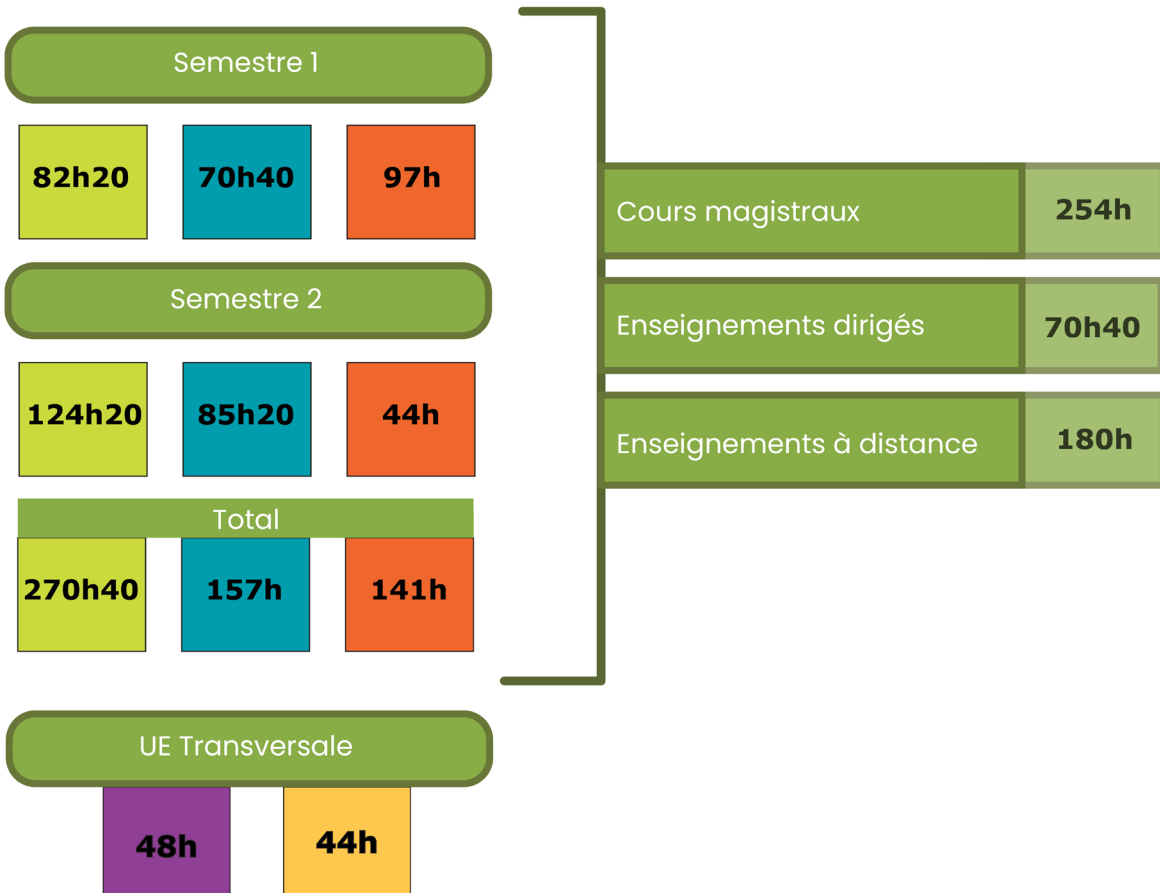 Semestre 1
82h20 70h40 97h
Semestre 2
124h20 85h20 44h
Total
270h40 157h 141h
UE Transversale
48h 44h
Cours magistraux 254h
Enseignements dirigés 70h40
Enseignements à distance 180h